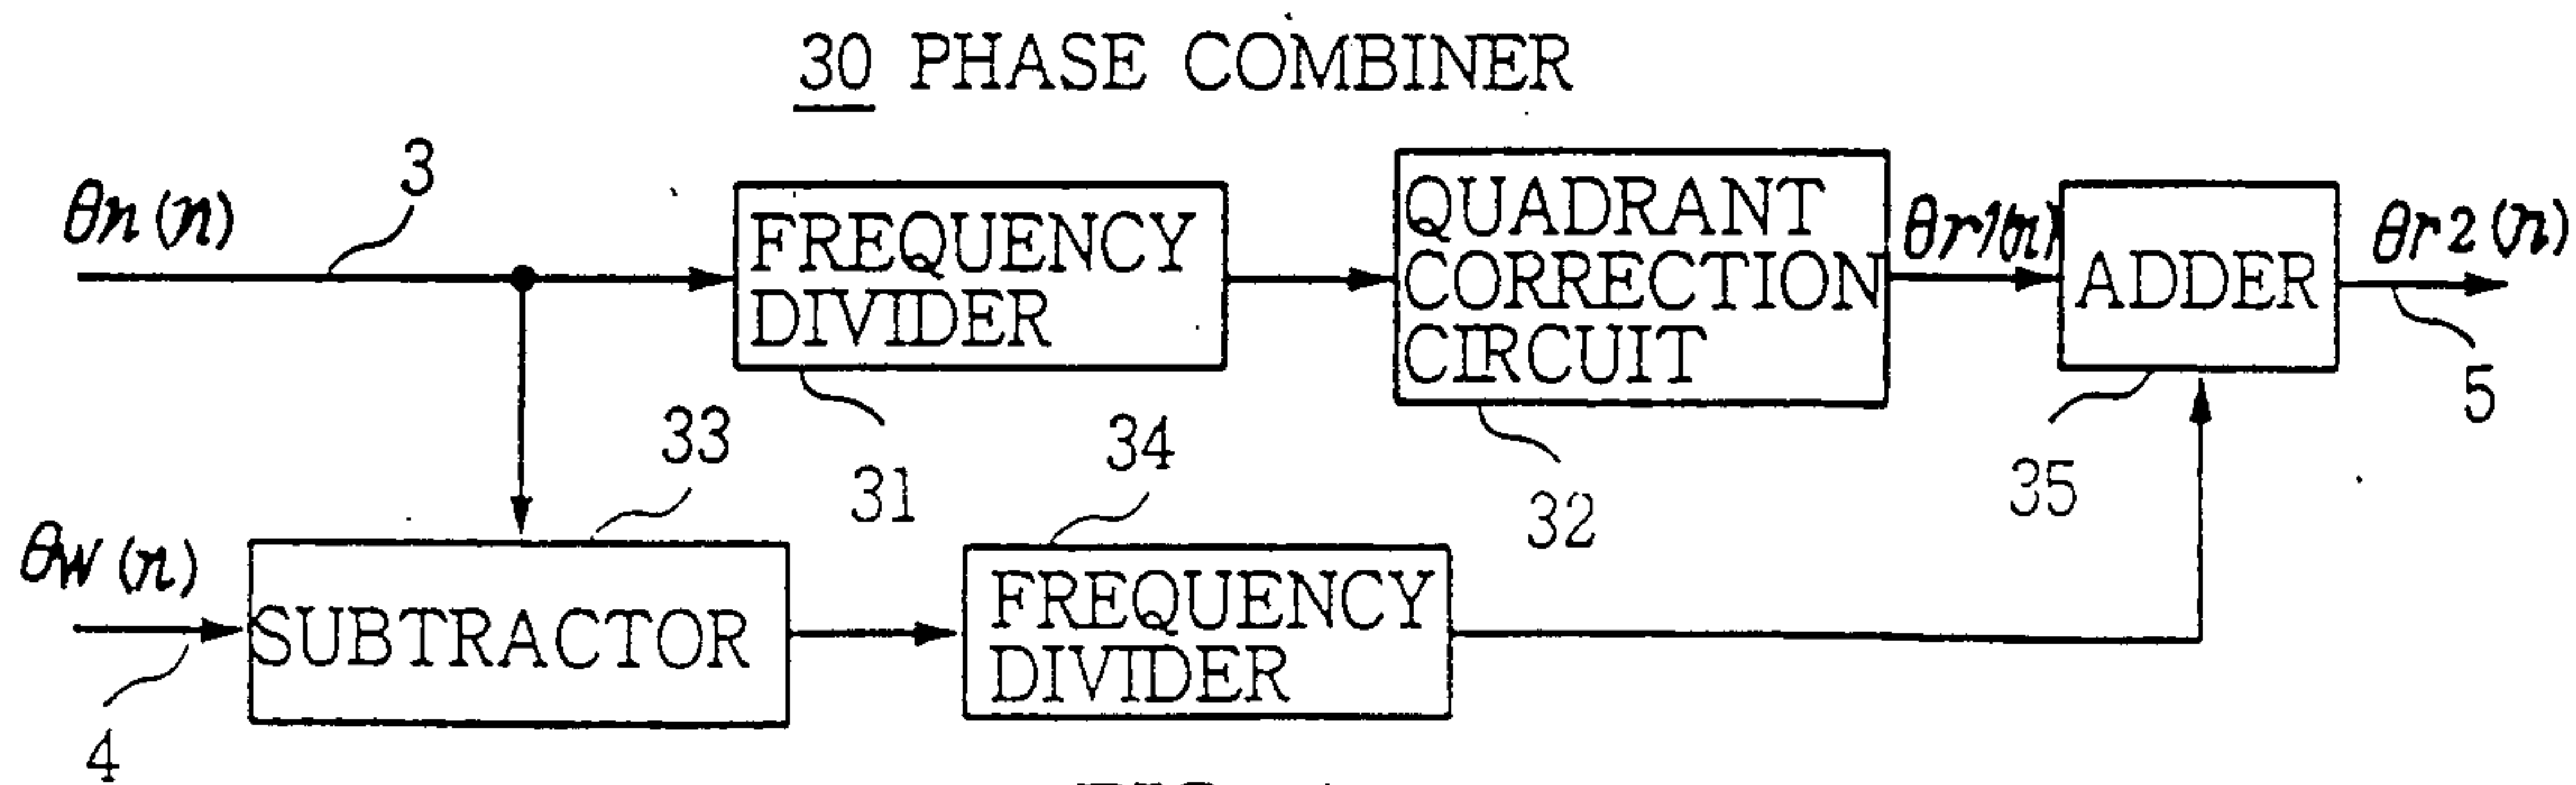 30 PHASE COMBINER
3
θn(n)
FREQUENCY
DIVIDER
QUADRANT
CORRECTION
CIRCUIT
θr1(n)
ADDER
θr2(n)
5
31
32
35
33
34
θw(n)
SUBTRACTOR
FREQUENCY
DIVIDER
4